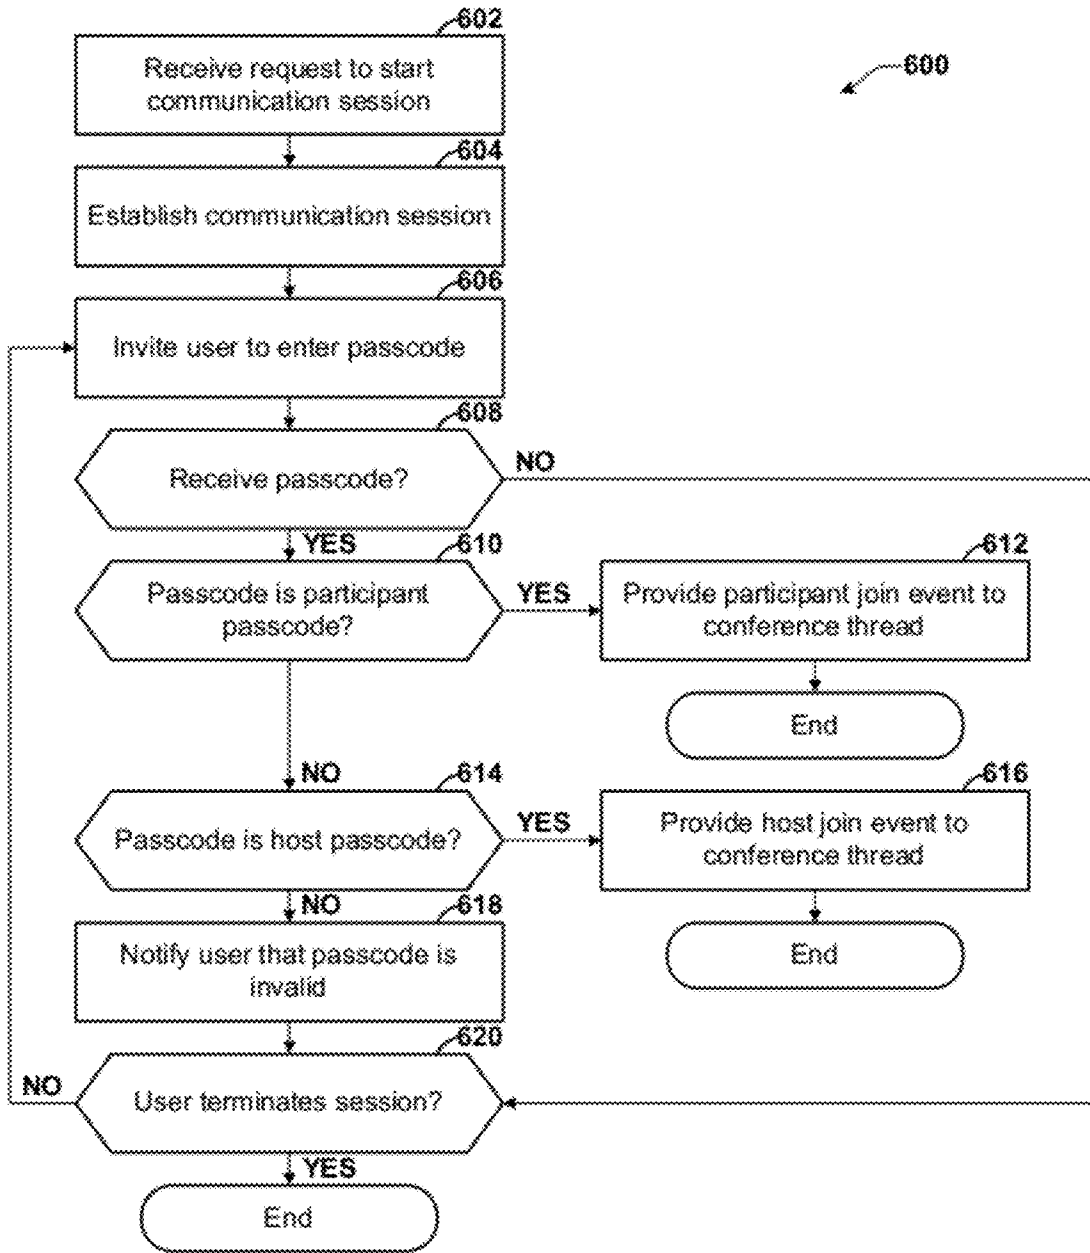 602
Receive request to start
communication session
600
604
Establish communication session
606
Invite user to enter passcode
608
Receive passcode?
NO
YES
610
Passcode is participant
passcode?
YES
612
Provide participant join event to
conference thread
End
NO
614
Passcode is host passcode?
YES
616
Provide host join event to
conference thread
End
NO
618
Notify user that passcode is
invalid
620
User terminates session?
NO
YES
End